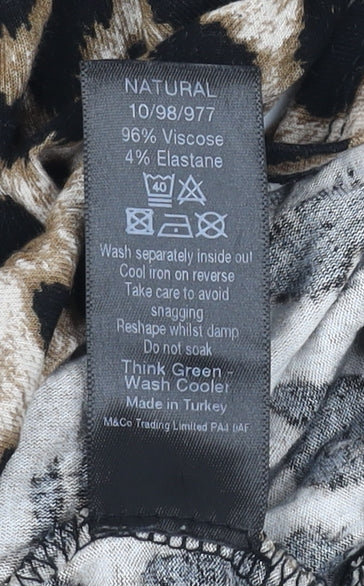 NATURAL
10/98/977
96% Viscose
4% Elastane
40
Wash separately inside out
Cool iron on reverse
Take care to avoid
snagging
Reshape whilst damp
Do not soak
Think Green -
Wash Cooler
Made in Turkey
M&Co Trading Limited PA4 9AF